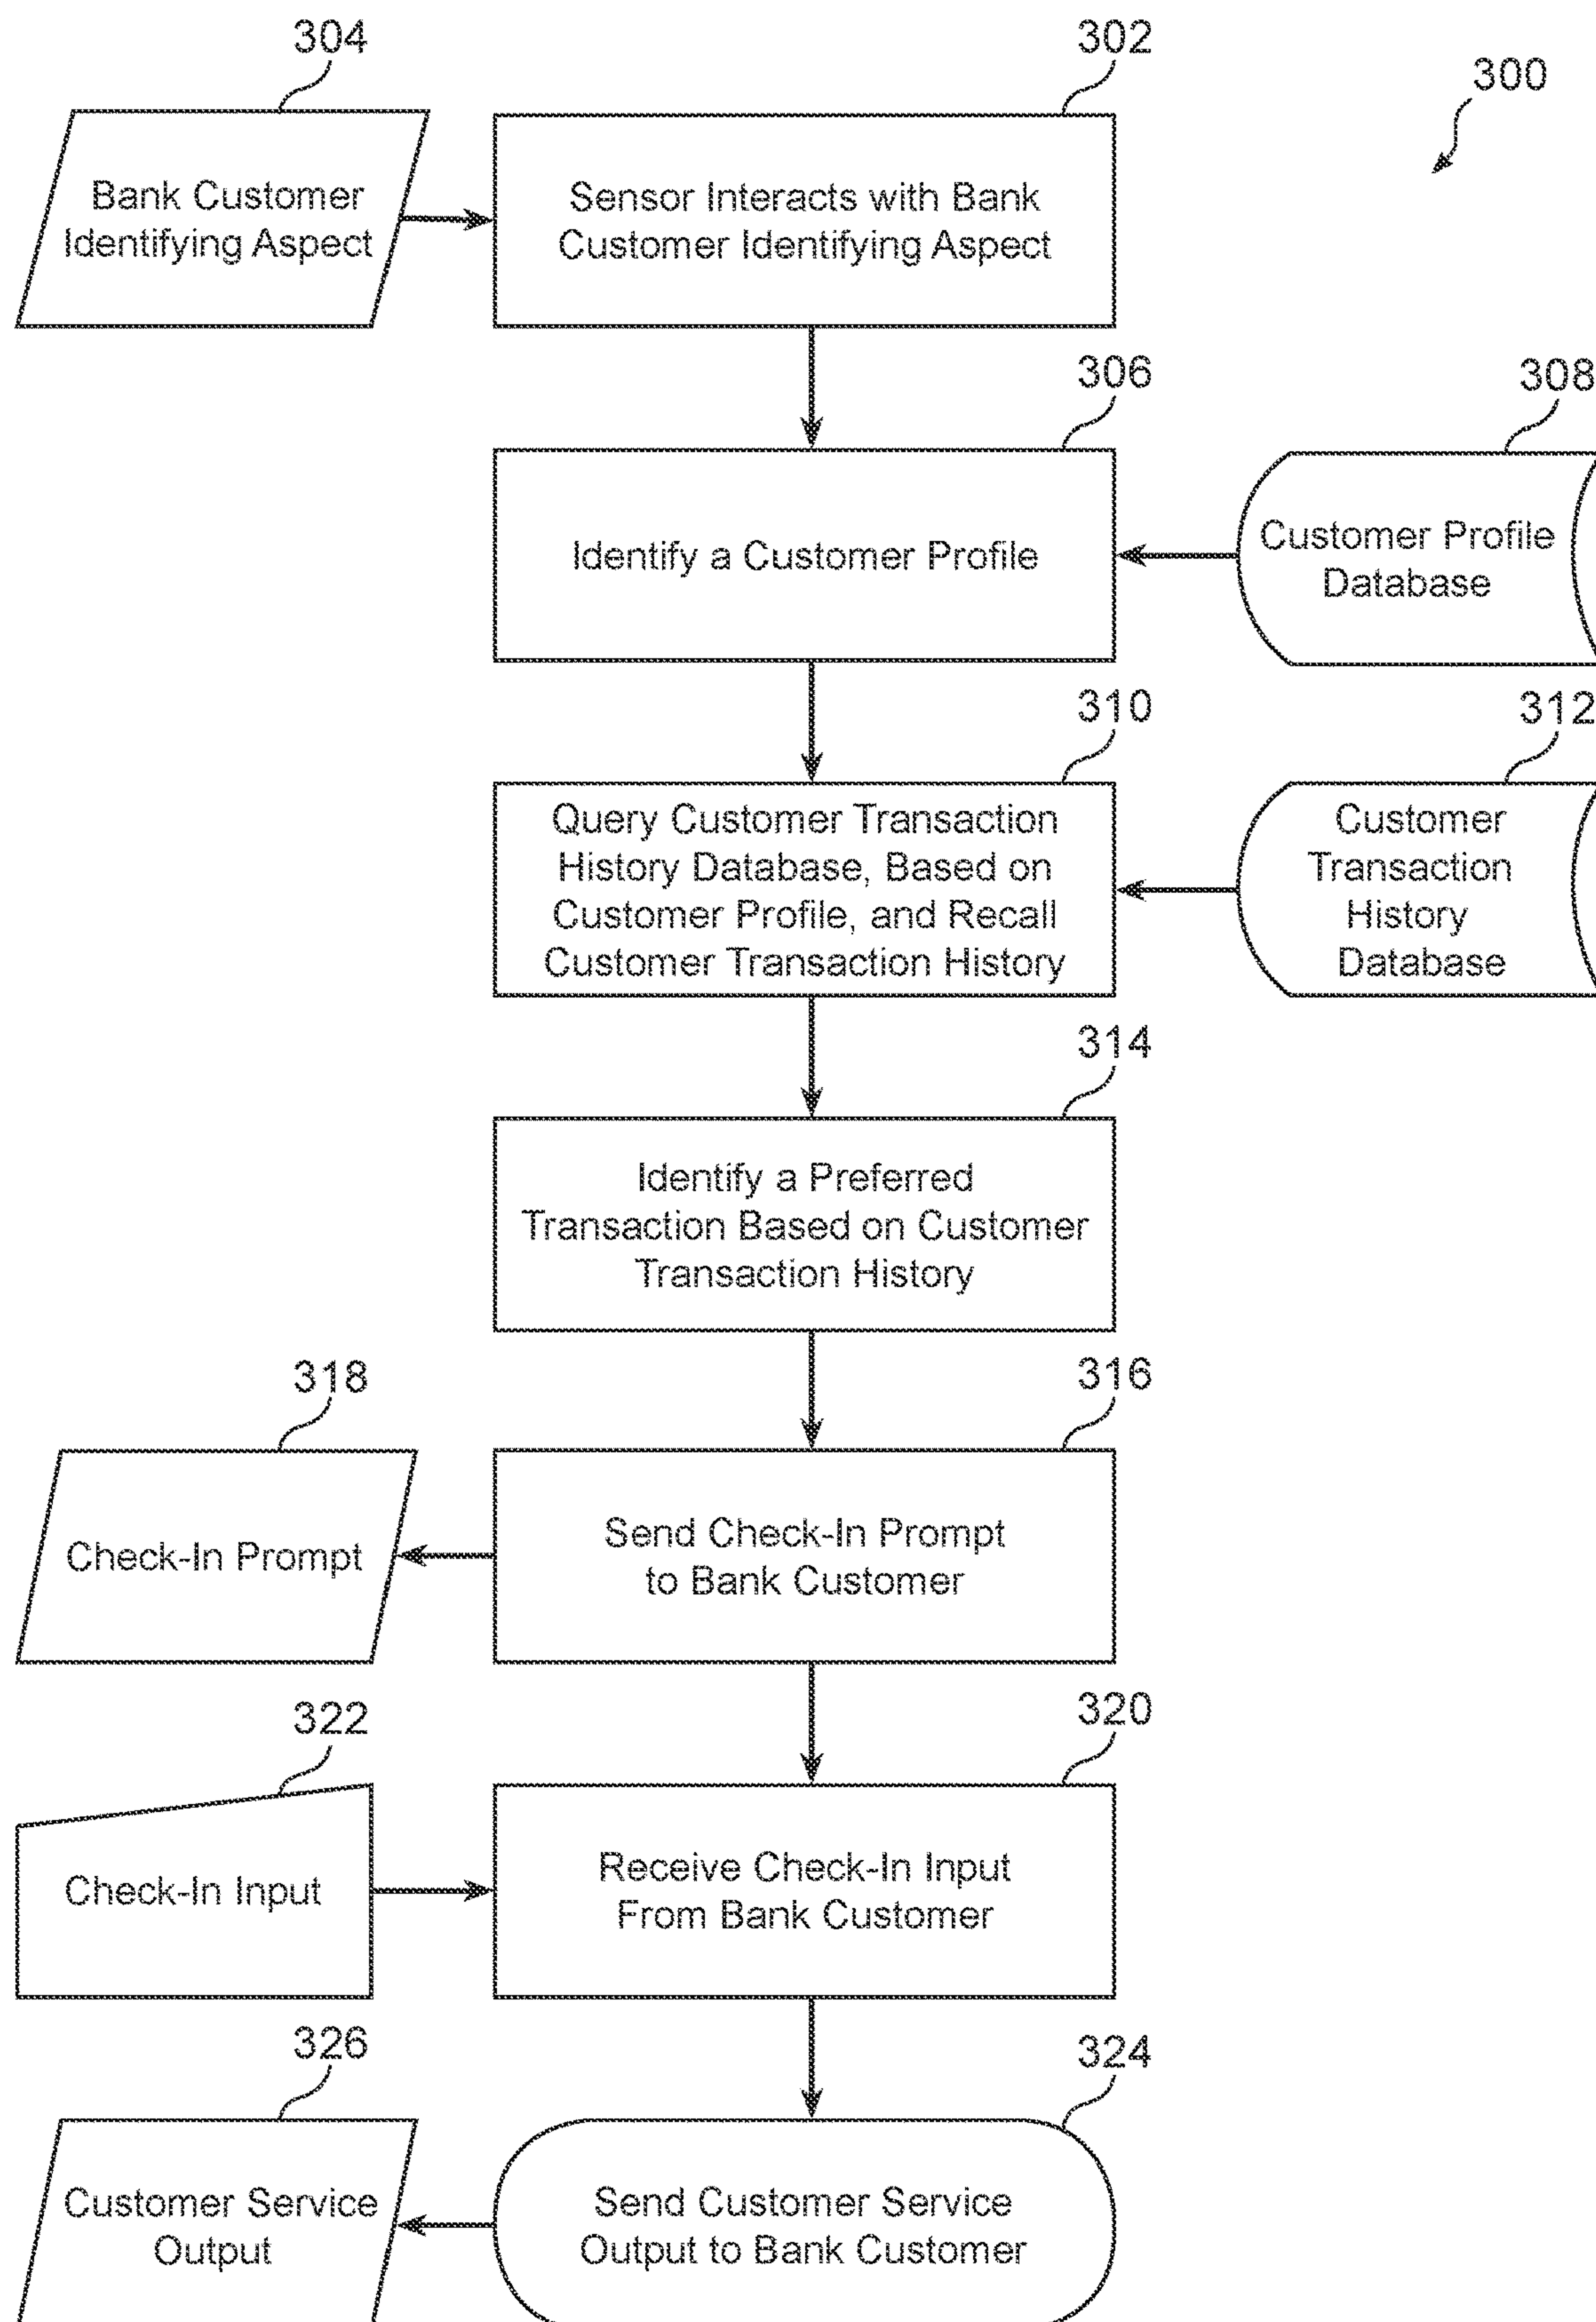 304
302
300
Bank Customer
Identifying Aspect
Sensor Interacts with Bank
Customer Identifying Aspect
306
308
Identify a Customer Profile
Customer Profile
Database
310
312
Query Customer Transaction
History Database, Based on
Customer Profile, and Recall
Customer Transaction History
Customer
Transaction
History
Database
314
Identify a Preferred
Transaction Based on Customer
Transaction History
318
316
Check-In Prompt
Send Check-In Prompt
to Bank Customer
322
320
Check-In Input
Receive Check-In Input
From Bank Customer
326
324
Customer Service
Output
Send Customer Service
Output to Bank Customer